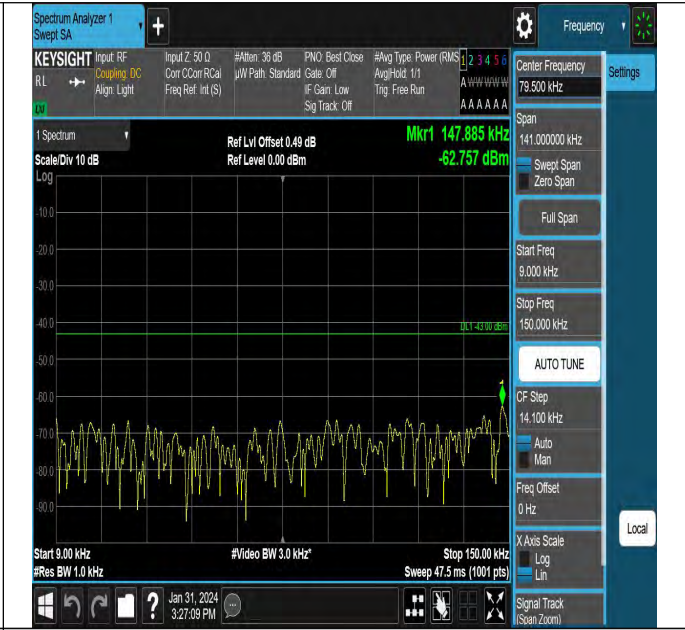 Spectrum Analyzer 1
Swept SA
+
Frequency
KEYSIGHT
RL
Input: RF
Coupling: DC
Align: Light
Input Z: 50 Ω
Corr CCorr RCal
Freq Ref: Int (S)
#Atten: 36 dB
µW Path: Standard
PNO: Best Close
Gate: Off
IF Gain: Low
Sig Track: Off
#Avg Type: Power (RMS
Avg|Hold: 1/1
Trig: Free Run
1 2 3 4 5 6
A W W W W W
A A A A A A
1 Spectrum
Scale/Div 10 dB
Ref Lvl Offset 0.49 dB
Ref Level 0.00 dBm
Mkr1 147.885 kHz
-62.757 dBm
Log
-10.0
-20.0
-30.0
-40.0
DL1 -43.00 dBm
-50.0
-60.0
-70.0
-80.0
-90.0
Start 9.00 kHz
#Res BW 1.0 kHz
#Video BW 3.0 kHz*
Stop 150.00 kHz
Sweep 47.5 ms (1001 pts)
Center Frequency
79.500 kHz
Settings
Span
141.000000 kHz
Swept Span
Zero Span
Full Span
Start Freq
9.000 kHz
Stop Freq
150.000 kHz
AUTO TUNE
CF Step
14.100 kHz
Auto
Man
Freq Offset
0 Hz
X Axis Scale
Log
Lin
Local
Signal Track
(Span Zoom)
?
Jan 31, 2024
3:27:09 PM